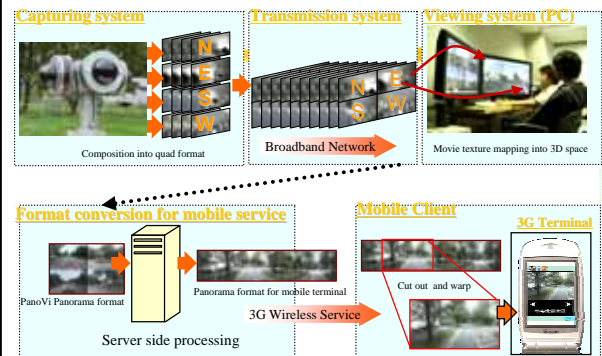 Capturing system
N
E
S
W
Composition into quad format
Transmission system
N
E
S
W
Broadband Network
Viewing system (PC)
Movie texture mapping into 3D space
Format conversion for mobile service
PanoVi Panorama format
Panorama format for mobile terminal
Server side processing
3G Wireless Service
Mobile Client
Cut out and warp
3G Terminal